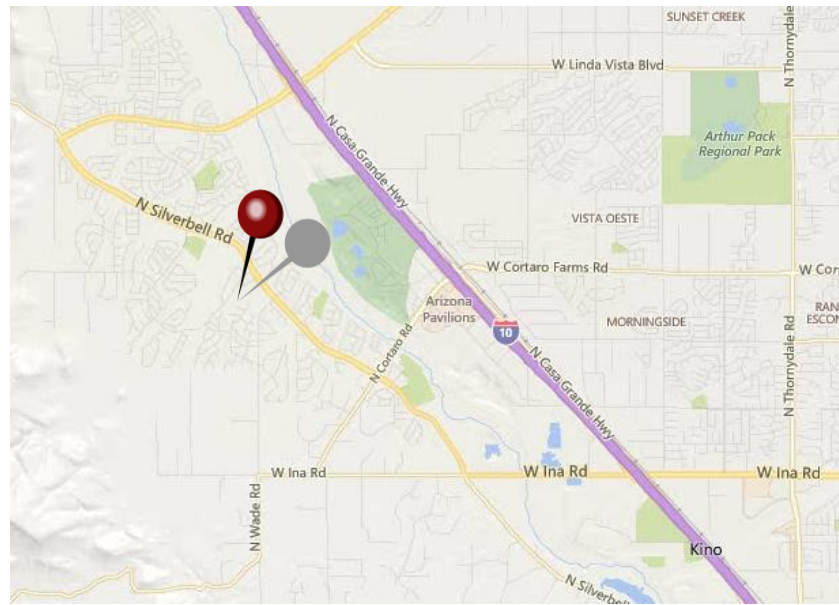 SUNSET CREEK
W Linda Vista Blvd
N Thornydale
Arthur Pack
Regional Park
N Casa Grande Hwy
N Silverbell Rd
VISTA OESTE
W Cortaro Farms Rd
W Cor
Arizona
Pavilions
MORNINGSIDE
RAN
ESCON
10
N Cortaro Rd
N Casa Grande Hwy
N Thornydale Rd
W Ina Rd
W Ina Rd
W Ina Rd
N Wade Rd
Kino
N Silverb